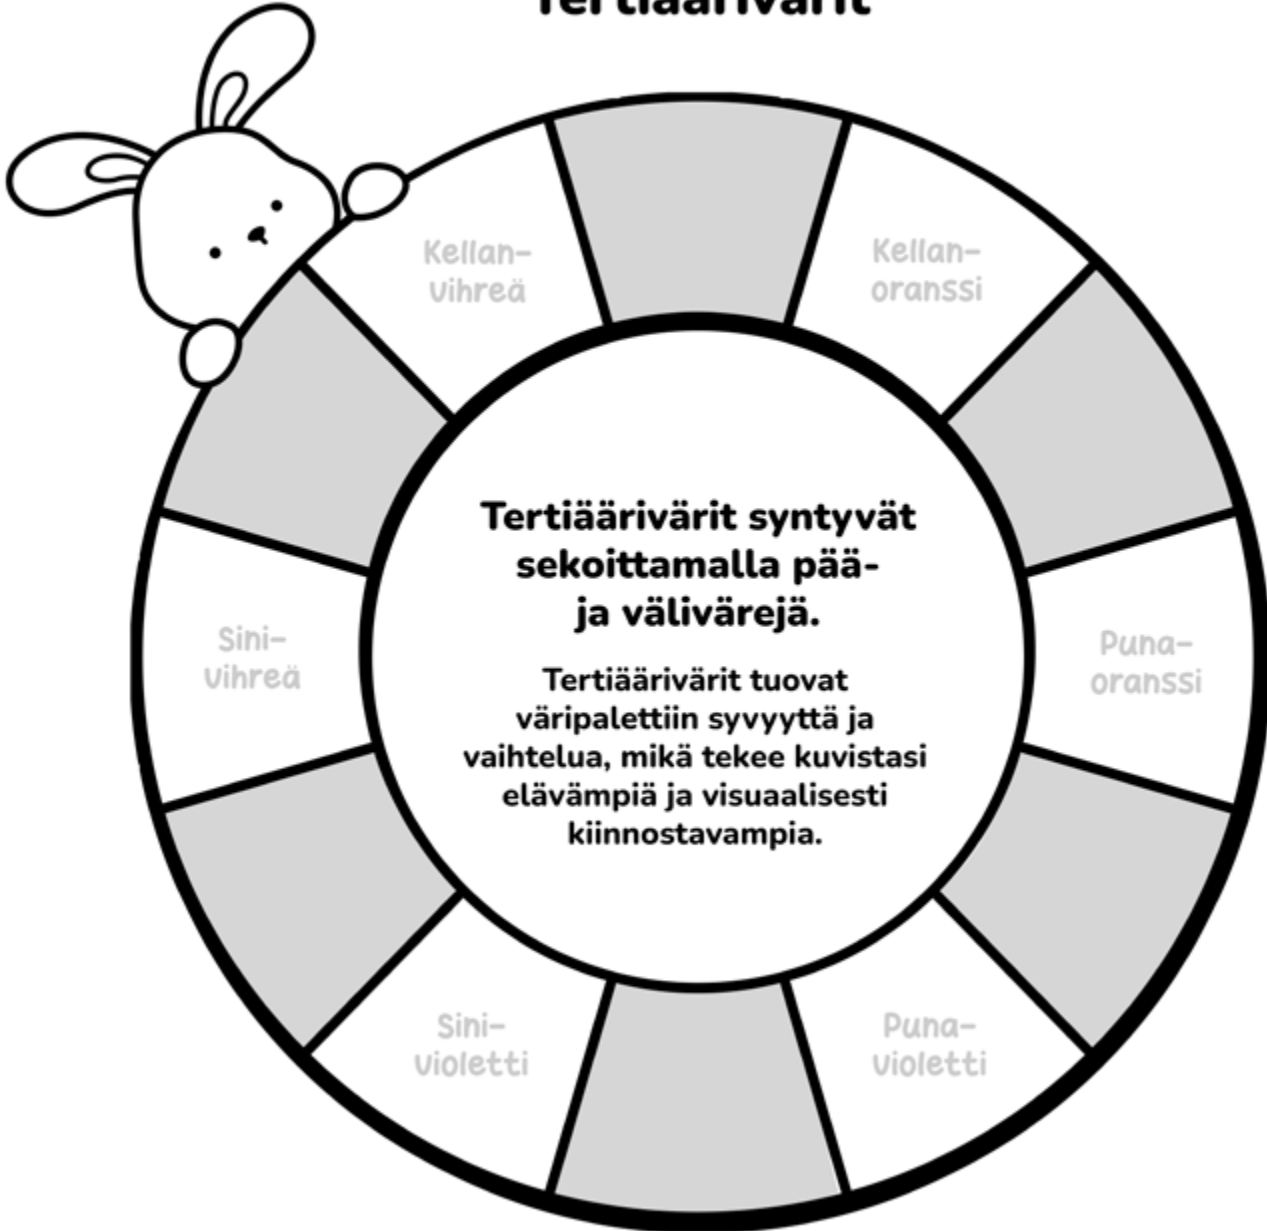 Tertiäärivärit
Kellan-
vihreä
Kellan-
oranssi
Tertiäärivärit syntyvät
sekoittamalla pää-
ja välivärejä.
Tertiäärivärit tuovat
väripalettiin syvyyttä ja
vaihtelua, mikä tekee kuvistasi
elävämpiä ja visuaalisesti
kiinnostavampia.
Sini-
vihreä
Puna-
oranssi
Sini-
violetti
Puna-
violetti